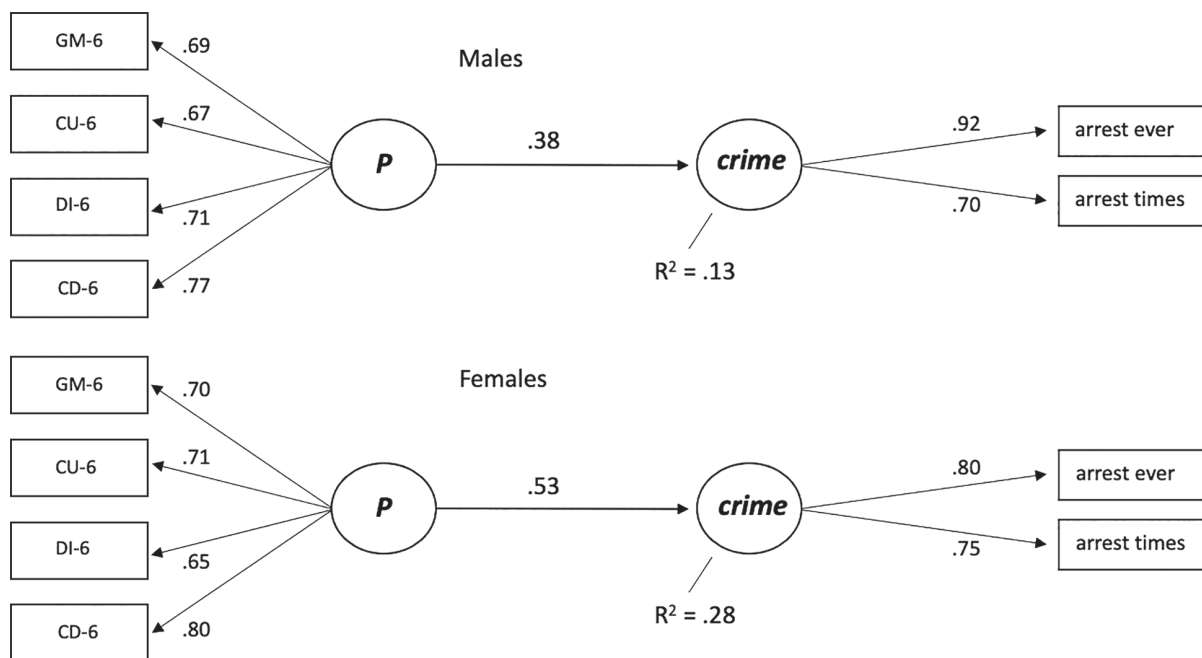 Males
GM-6
CU-6
DI-6
CD-6
.69
.67
.71
.77
P
.38
crime
R² = .13
.92
.70
arrest ever
arrest times
Females
GM-6
CU-6
DI-6
CD-6
.70
.71
.65
.80
P
.53
crime
R² = .28
.80
.75
arrest ever
arrest times